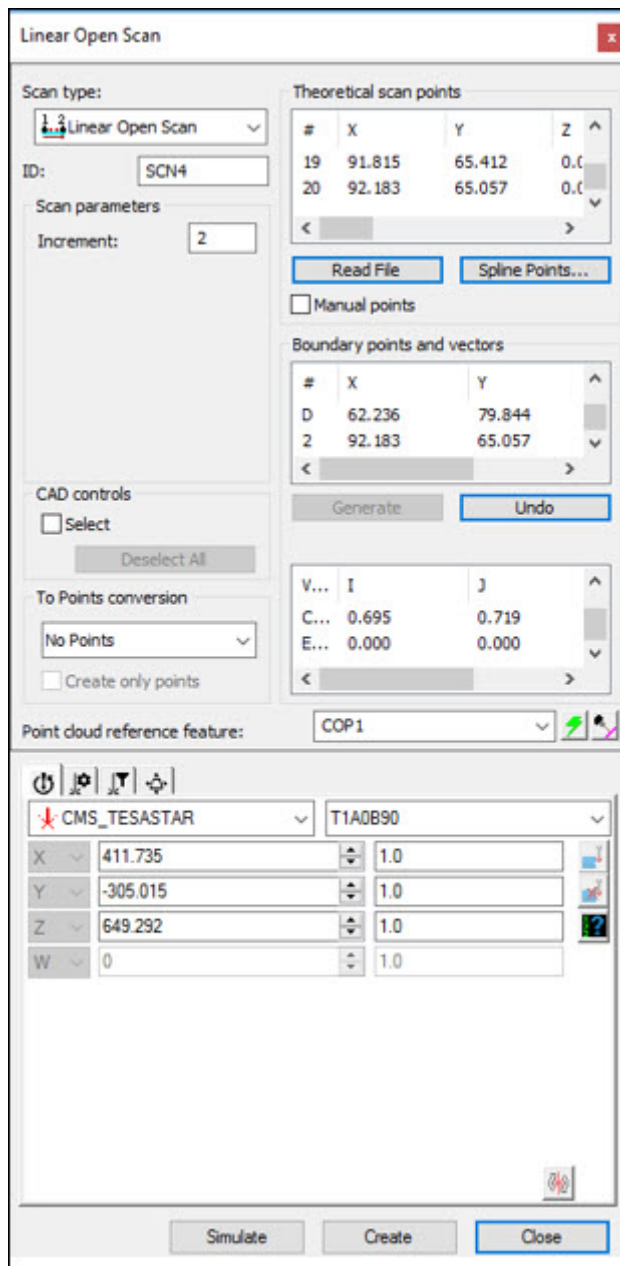 Linear Open Scan
x
Scan type:
Linear Open Scan
ID: SCN4
Scan parameters
Increment: 2
CAD controls
Select
Deselect All
To Points conversion
No Points
Create only points
Theoretical scan points
# X Y Z
19 91.815 65.412 0.0
20 92.183 65.057 0.0
Read File Spline Points...
Manual points
Boundary points and vectors
# X Y
D 62.236 79.844
2 92.183 65.057
Generate Undo
V... I J
C... 0.695 0.719
E... 0.000 0.000
Point cloud reference feature: COP1
CMS_TESASTAR T1A0B90
X 411.735 1.0
Y -305.015 1.0
Z 649.292 1.0
W 0 1.0
Simulate Create Close